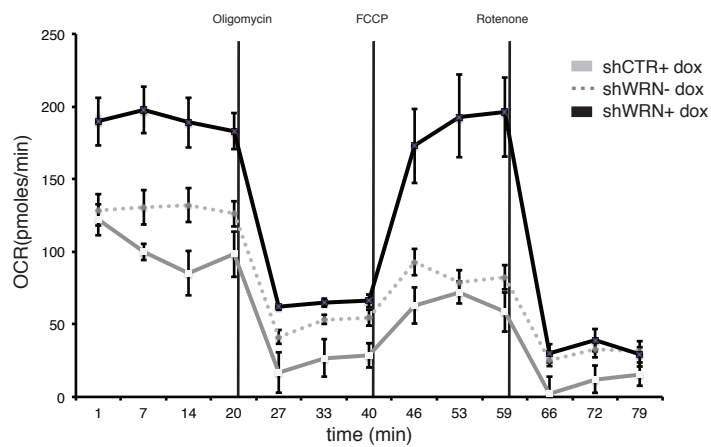 Oligomycin FCCP Rotenone
250
200
150
100
50
0
OCR(pmoles/min)
shCTR+ dox
shWRN- dox
shWRN+ dox
1 7 14 20 27 33 40 46 53 59 66 72 79
time (min)